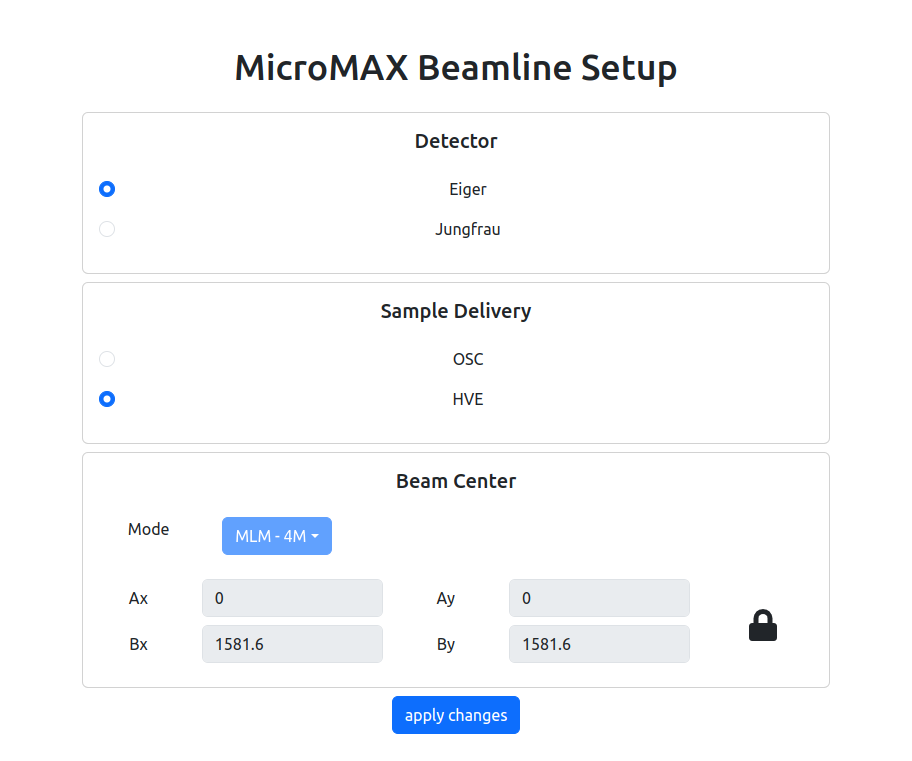 MicroMAX Beamline Setup
Detector
Eiger
Jungfrau
Sample Delivery
OSC
HVE
Beam Center
Mode MLM - 4M
Ax 0 Ay 0
Bx 1581.6 By 1581.6
apply changes